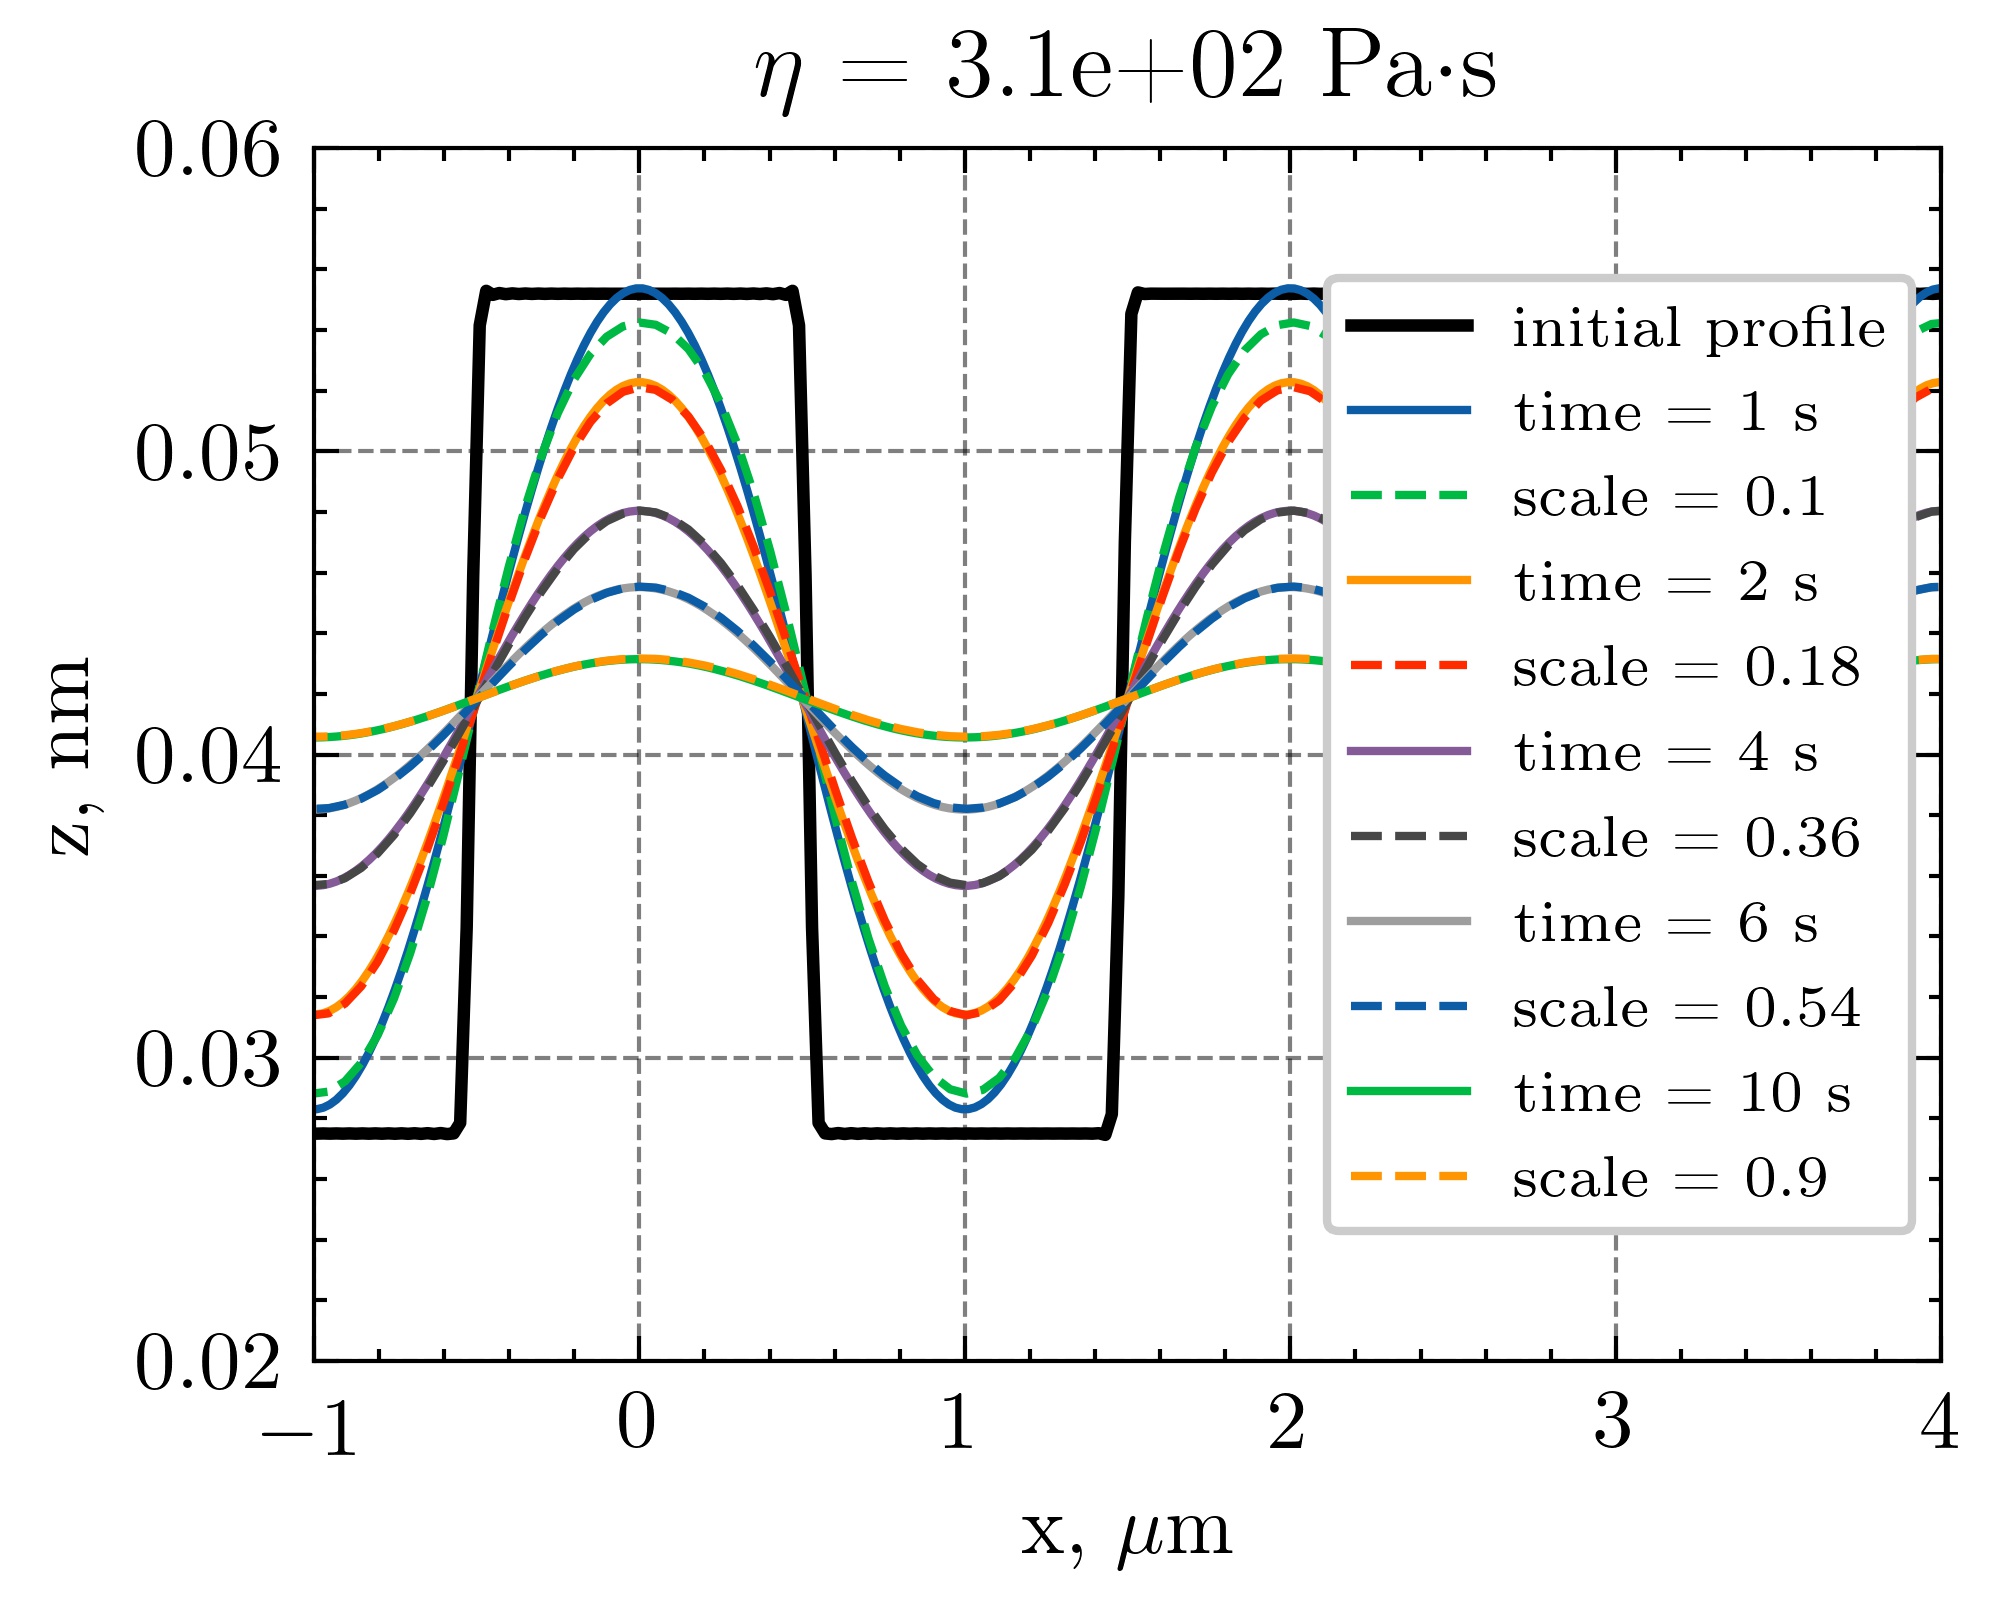 η = 3.1e+02 Pa·s
0.06
0.05
0.04
0.03
0.02
z, nm
initial profile
time = 1 s
scale = 0.1
time = 2 s
scale = 0.18
time = 4 s
scale = 0.36
time = 6 s
scale = 0.54
time = 10 s
scale = 0.9
−1 0 1 2 3 4
x, μm